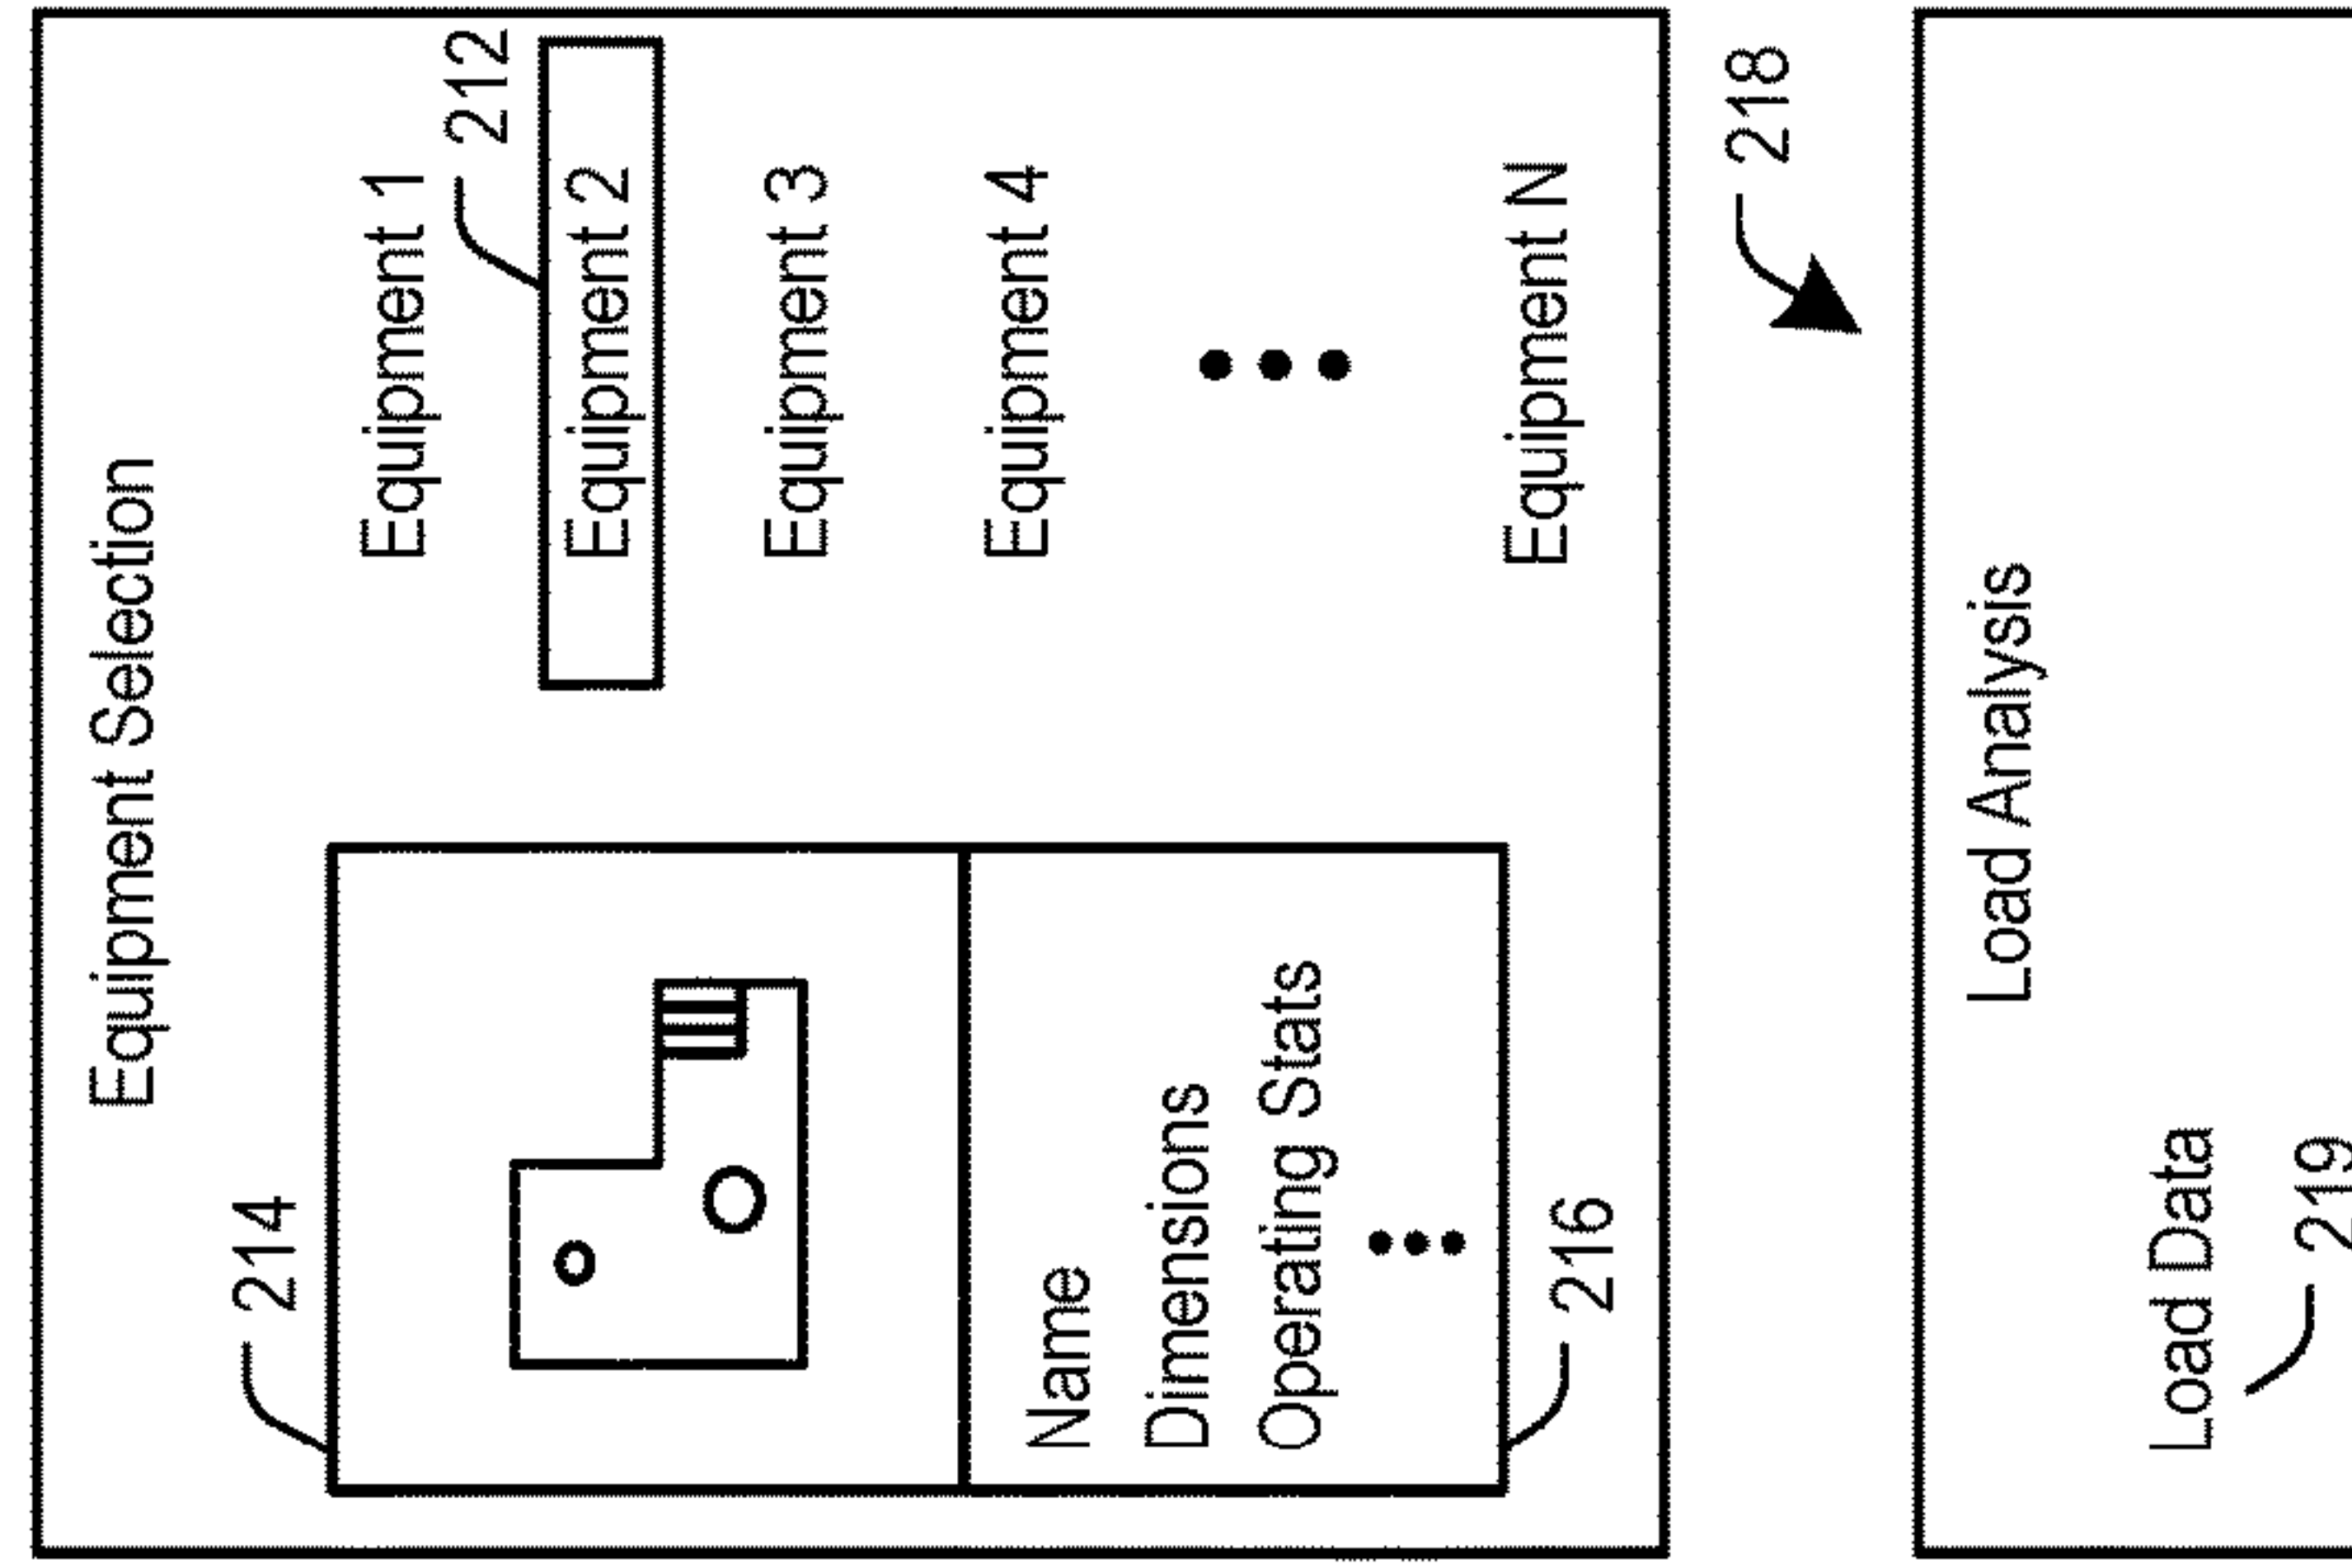 Equipment Selection
214
Equipment 1
212
Equipment 2
Equipment 3
Equipment 4
Equipment N
Name
Dimensions
Operating Stats
216
218
Load Analysis
Load Data
219